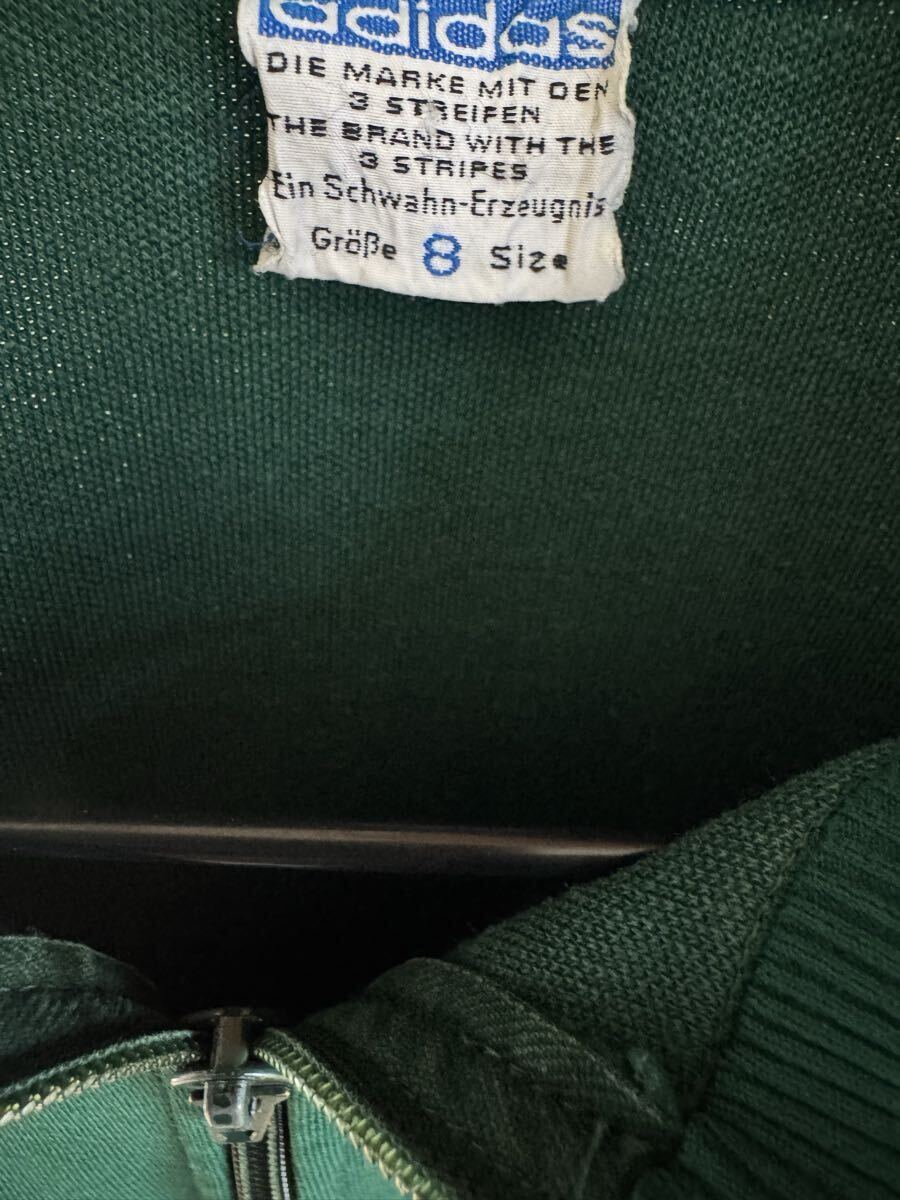 adidas
DIE MARKE MIT DEN
3 STREIFEN
THE BRAND WITH THE
3 STRIPES
Ein Schwahn-Erzeugnis
Größe 8 Size